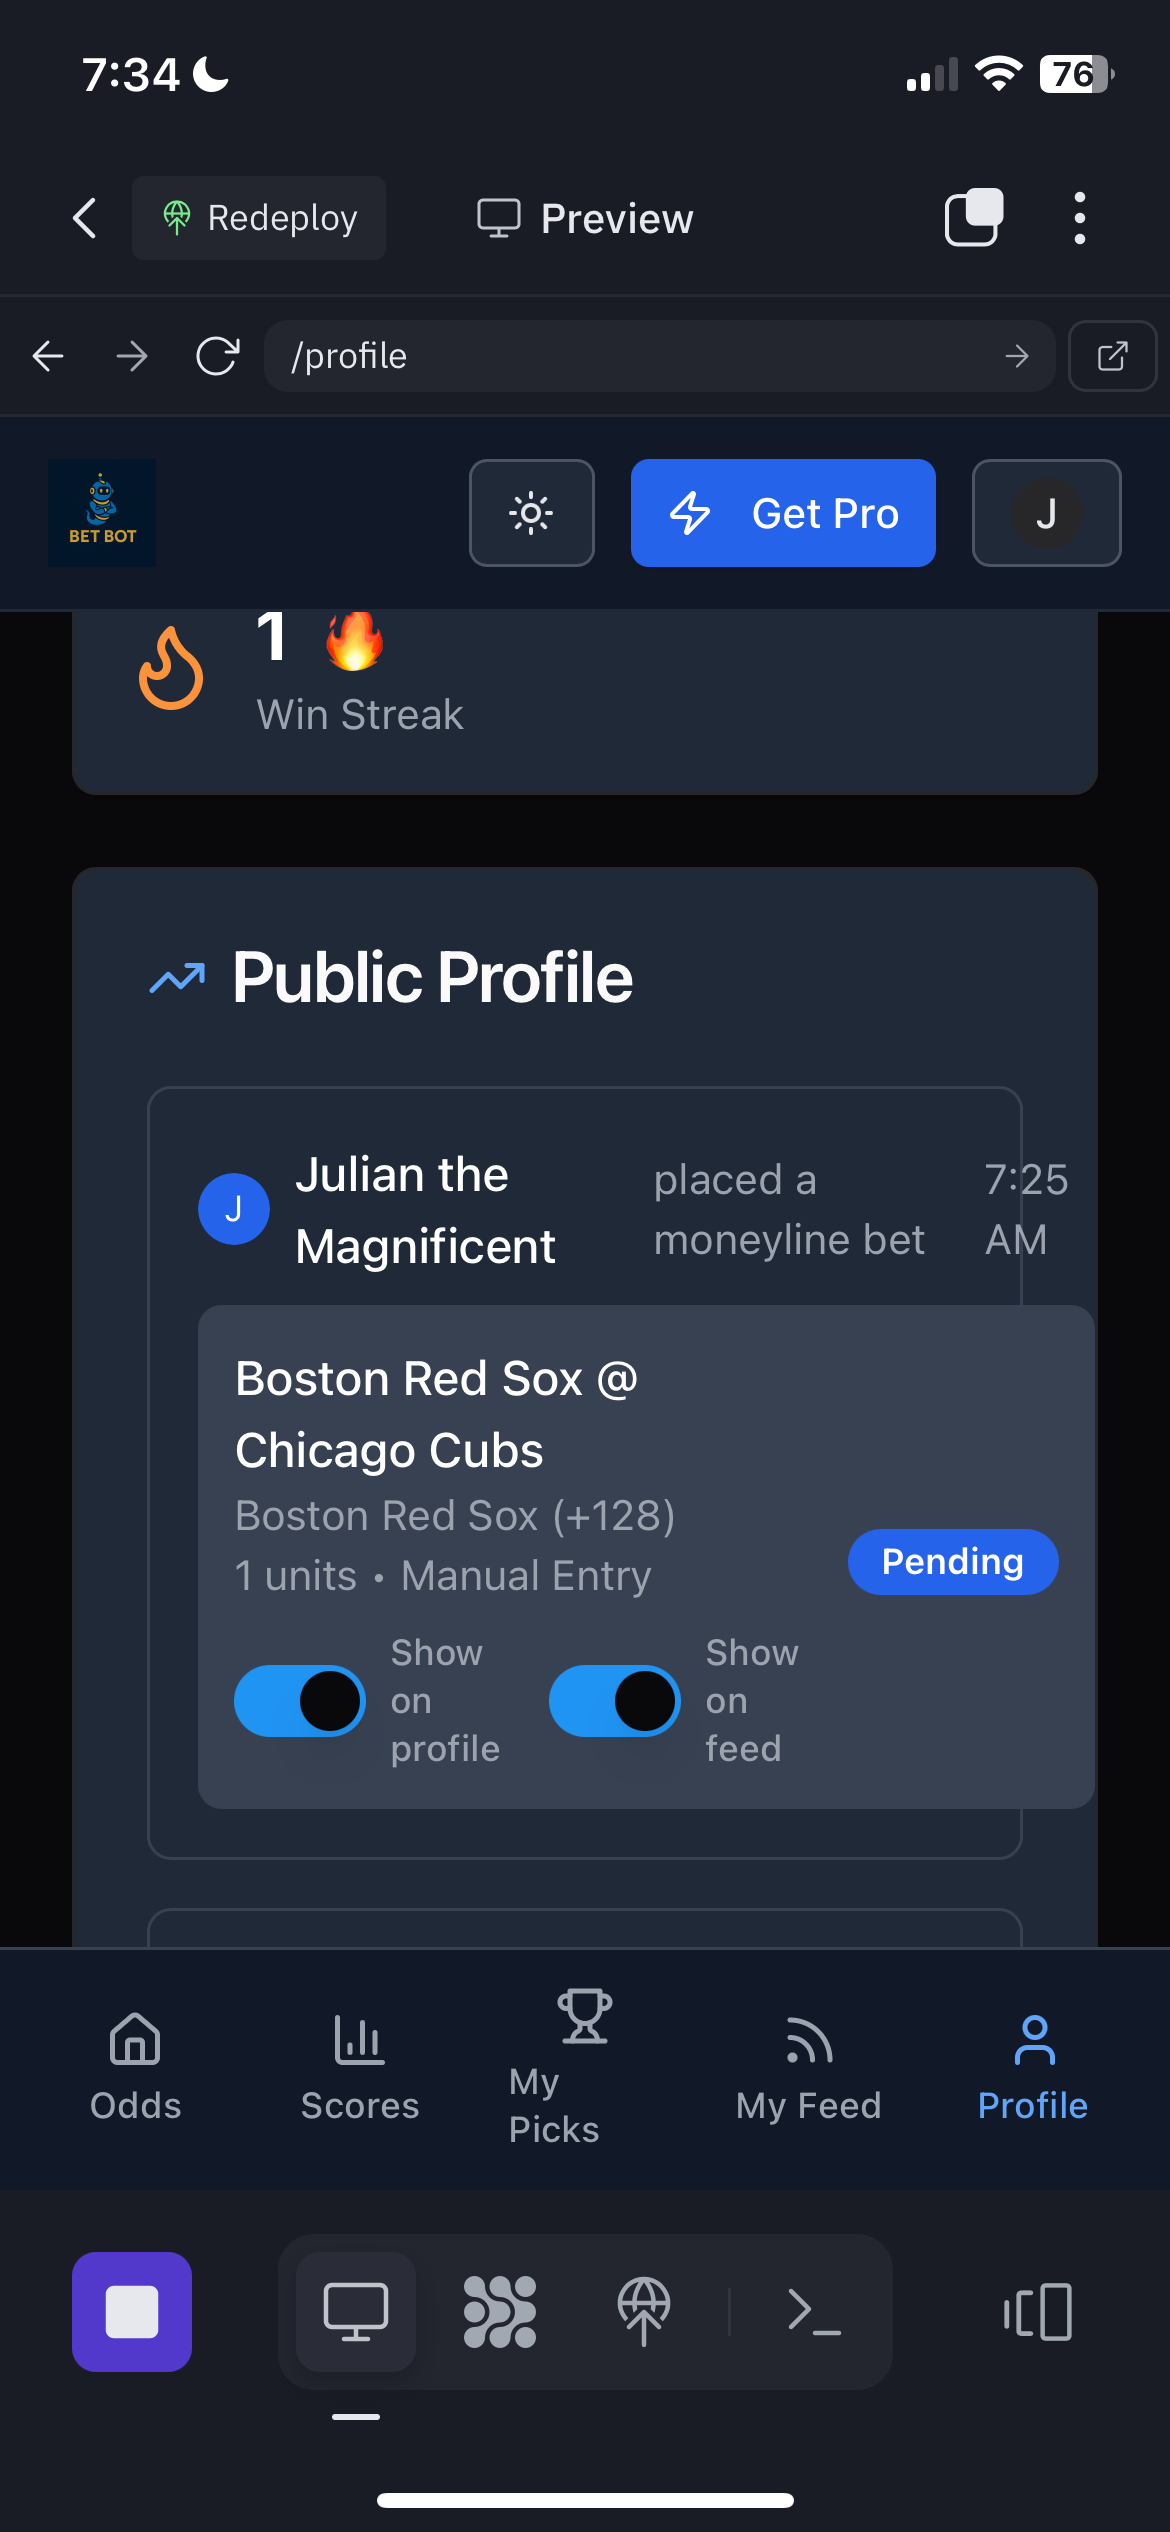 7:34
76
Redeploy
Preview
/profile
BET BOT
Get Pro
J
1 🔥
Win Streak
Public Profile
J
Julian the
Magnificent
placed a
moneyline bet
7:25
AM
Boston Red Sox @
Chicago Cubs
Boston Red Sox (+128)
1 units • Manual Entry
Pending
Show
on
profile
Show
on
feed
Odds
Scores
My
Picks
My Feed
Profile